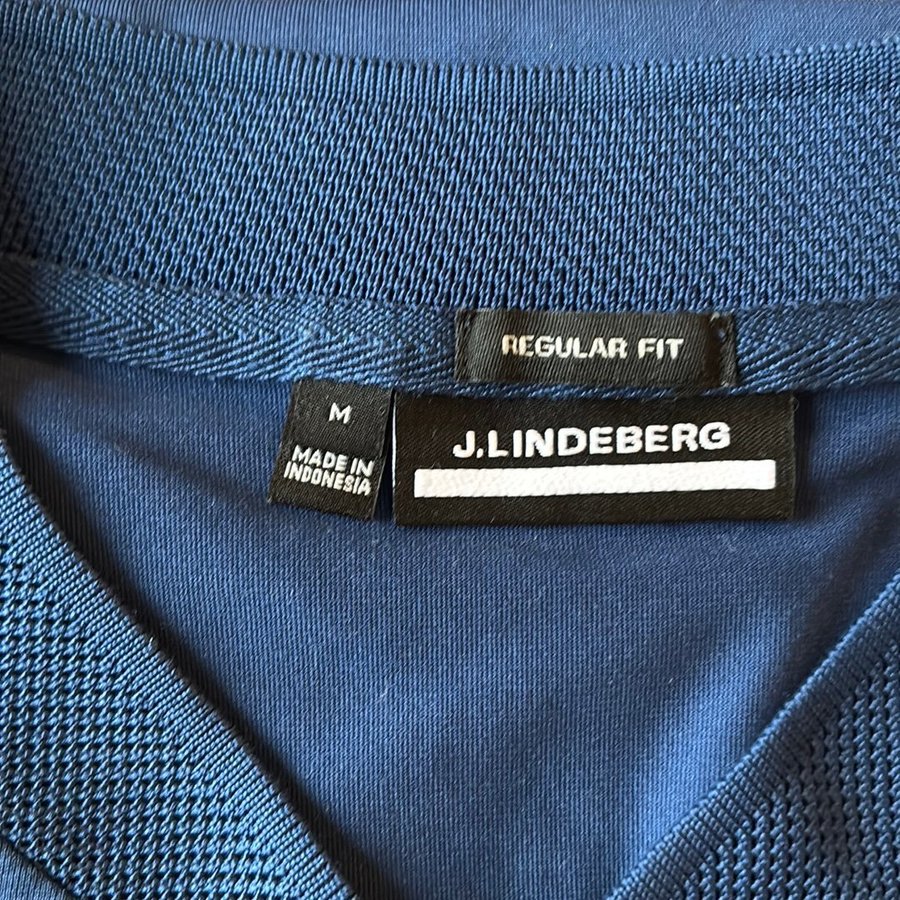 REGULAR FIT
M
MADE IN
INDONESIA
J.LINDEBERG